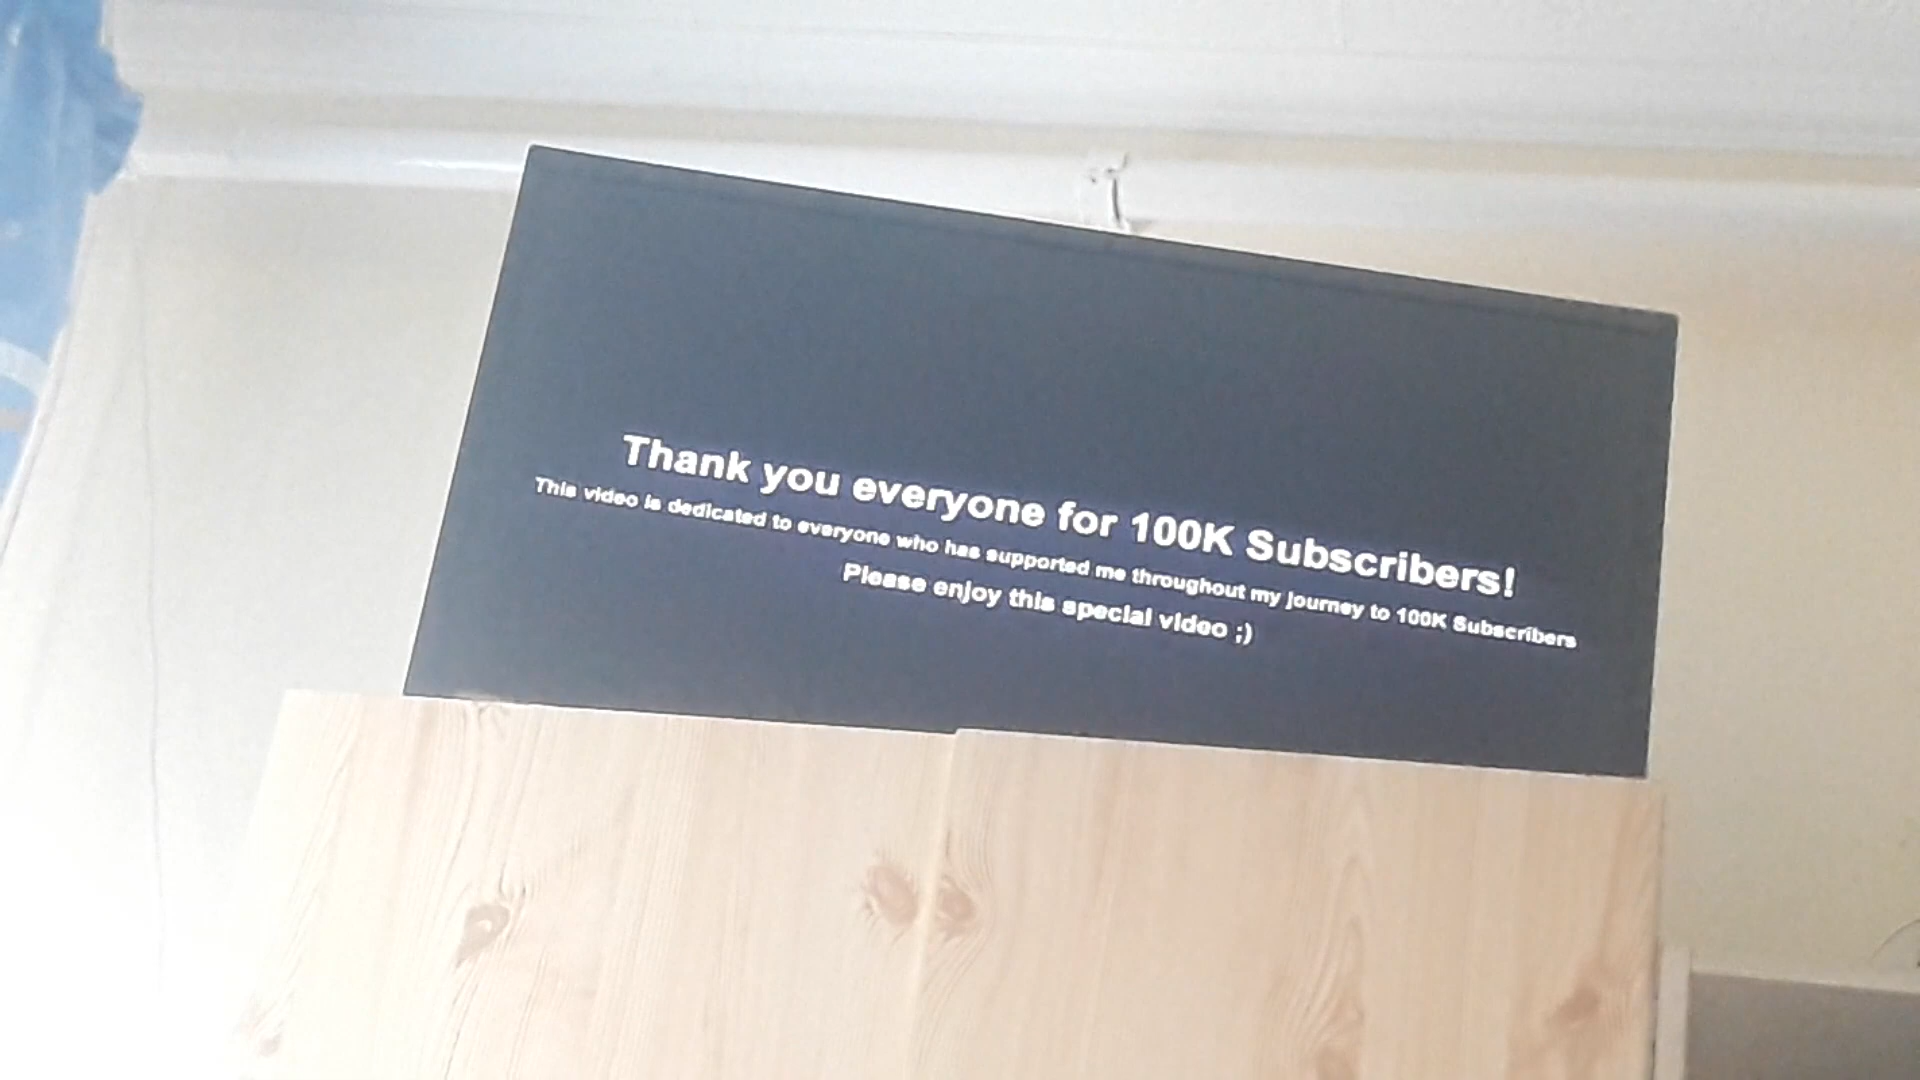 Thank you everyone for 100K Subscribers!
This video is dedicated to everyone who has supported me throughout my journey to 100K Subscribers
Please enjoy this special video ;)